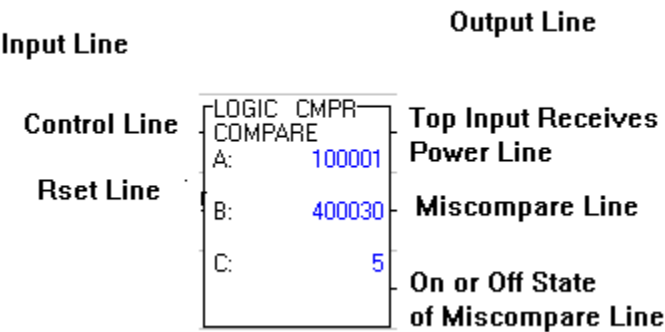 Output Line
Input Line
Control Line
LOGIC CMPR
COMPARE
A: 100001
Top Input Receives
Power Line
Rset Line
B: 400030
Miscompare Line
C: 5
On or Off State
of Miscompare Line